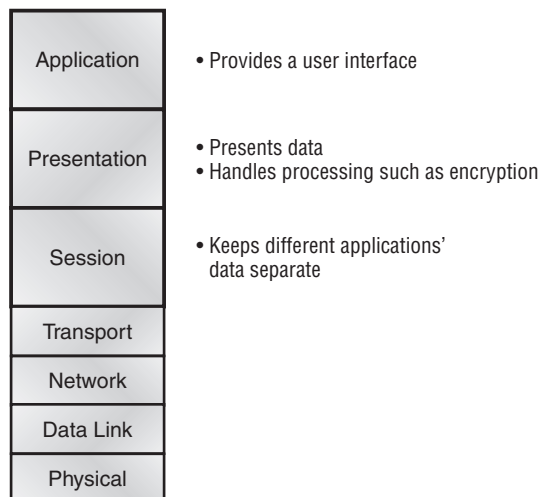 Application
• Provides a user interface
Presentation
• Presents data
• Handles processing such as encryption
Session
• Keeps different applications’
data separate
Transport
Network
Data Link
Physical